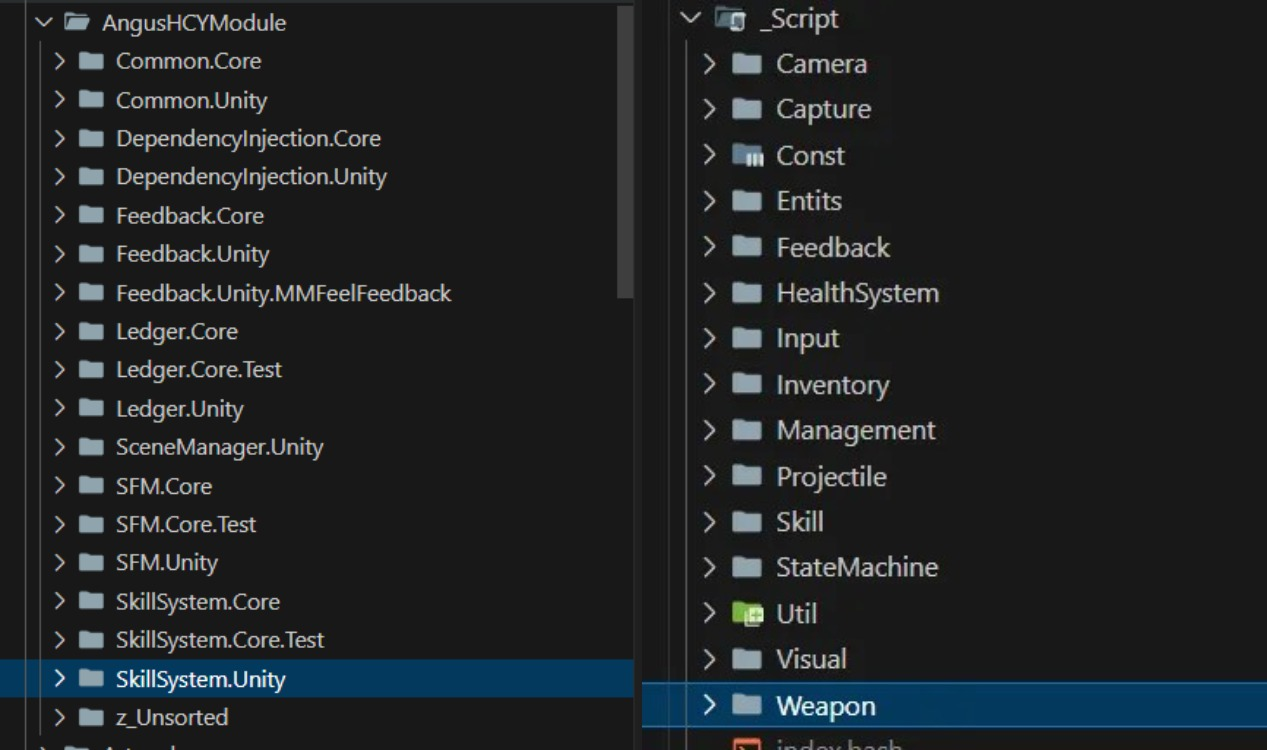 AngusHCYModule
Common.Core
Common.Unity
DependencyInjection.Core
DependencyInjection.Unity
Feedback.Core
Feedback.Unity
Feedback.Unity.MMFeelFeedback
Ledger.Core
Ledger.Core.Test
Ledger.Unity
SceneManager.Unity
SFM.Core
SFM.Core.Test
SFM.Unity
SkillSystem.Core
SkillSystem.Core.Test
SkillSystem.Unity
z_Unsorted
_Script
Camera
Capture
Const
Entits
Feedback
HealthSystem
Input
Inventory
Management
Projectile
Skill
StateMachine
Util
Visual
Weapon